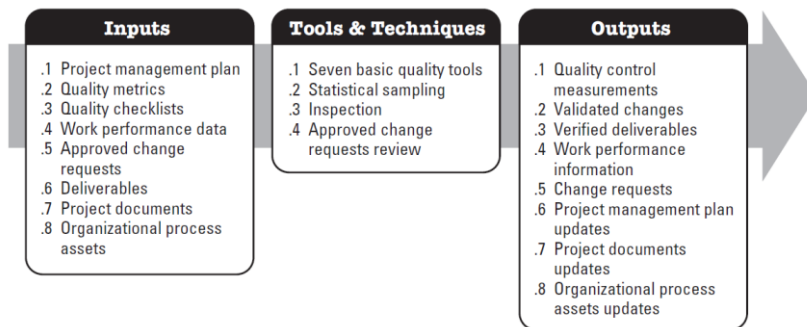 Inputs
.1 Project management plan
.2 Quality metrics
.3 Quality checklists
.4 Work performance data
.5 Approved change
requests
.6 Deliverables
.7 Project documents
.8 Organizational process
assets
Tools & Techniques
.1 Seven basic quality tools
.2 Statistical sampling
.3 Inspection
.4 Approved change
requests review
Outputs
.1 Quality control
measurements
.2 Validated changes
.3 Verified deliverables
.4 Work performance
information
.5 Change requests
.6 Project management plan
updates
.7 Project documents
updates
.8 Organizational process
assets updates